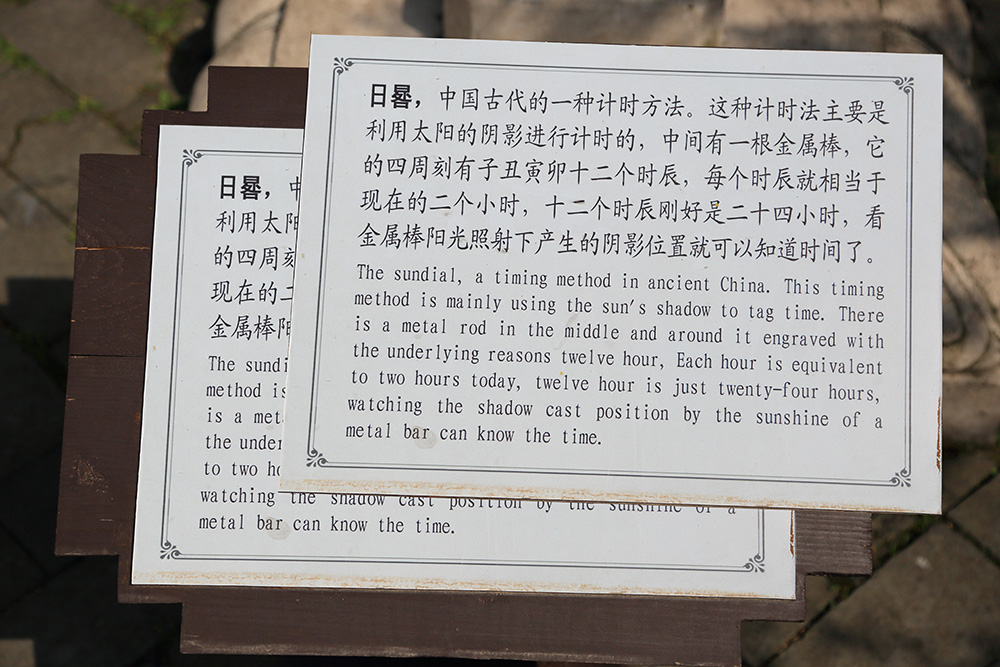 日晷，中国古代的一种计时方法。这种计时法主要是
利用太阳的阴影进行计时的，中间有一根金属棒，它
的四周刻有子丑寅卯十二个时辰，每个时辰就相当于
现在的二个小时，十二个时辰刚好是二十四小时，看
金属棒阳光照射下产生的阴影位置就可以知道时间了。
The sundial, a timing method in ancient China. This timing
method is mainly using the sun's shadow to tag time. There
is a metal rod in the middle and around it engraved with
the underlying reasons twelve hour, Each hour is equivalent
to two hours today, twelve hour is just twenty-four hours,
watching the shadow cast position by the sunshine of a
metal bar can know the time.
日晷，
利用太阳
的四周刻
现在的二
金属棒阳
The sundi
method is
is a met
the under
to two ho
watching the shadow cast position by the sunshine of a
metal bar can know the time.